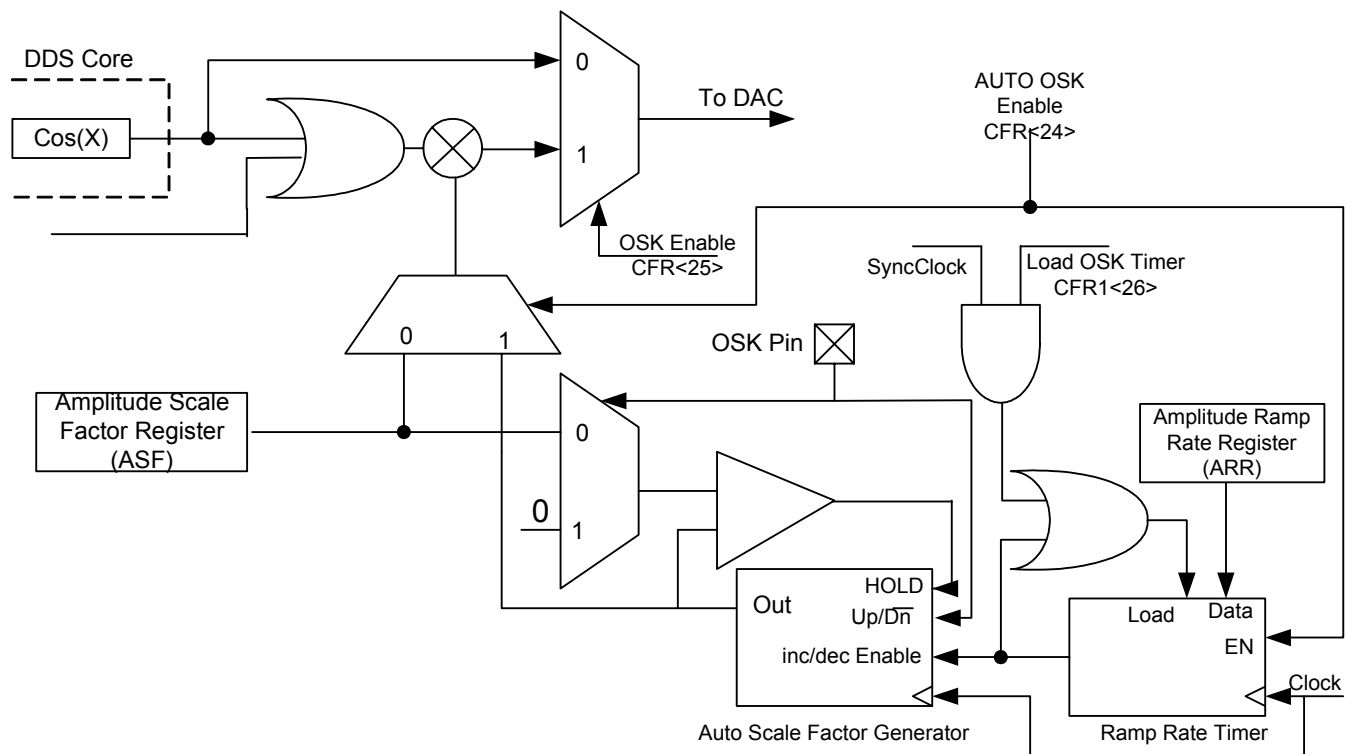 DDS Core
Cos(X)
0
1
To DAC
AUTO OSK
Enable
CFR<24>
OSK Enable
CFR<25>
SyncClock
Load OSK Timer
CFR1<26>
0
1
OSK Pin
Amplitude Scale
Factor Register
(ASF)
0
0
1
Amplitude Ramp
Rate Register
(ARR)
Out
HOLD
Up/Dn̅
inc/dec Enable
Load
Data
EN
Clock
Auto Scale Factor Generator
Ramp Rate Timer